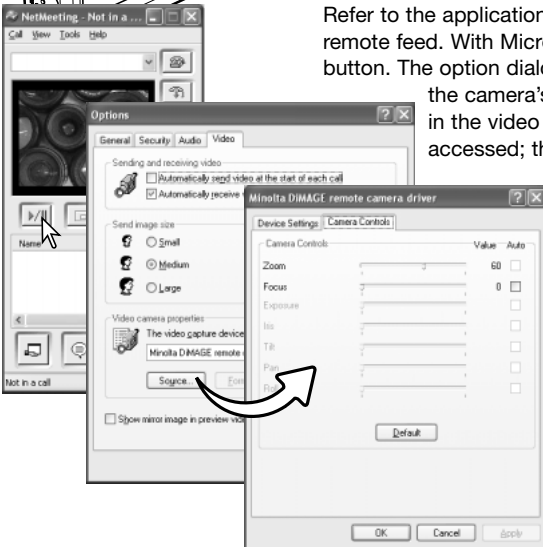 Refer to the application
remote feed. With Micr
button. The option dial
the camera's
in the video
accessed; th
NetMeeting - Not in a ...
Call View Tools Help
Name
Not in a call
Options
General Security Audio Video
Sending and receiving video
Automatically send video at the start of each call
Automatically receive
Send image size
Small
Medium
Large
Video camera properties
The video capture device
Minolta DiMAGE remote
Source...
Show mirror image in preview
Minolta DiMAGE remote camera driver
Device Settings Camera Controls
Camera Controls Value Auto
Zoom 60
Focus 0
Exposure
Iris
Tilt
Pan
Roll
Default
OK Cancel Apply